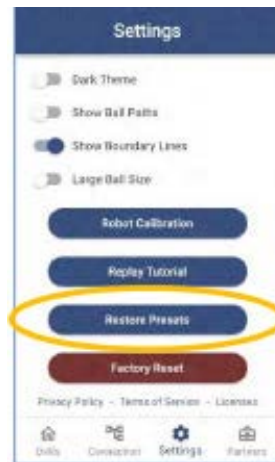 Settings
Dark Theme
Show Ball Paths
Show Boundary Lines
Large Ball Size
Robot Calibration
Replay Tutorial
Restore Presets
Factory Reset
Privacy Policy - Terms of Service - Licenses
Drills Connection Settings Partners